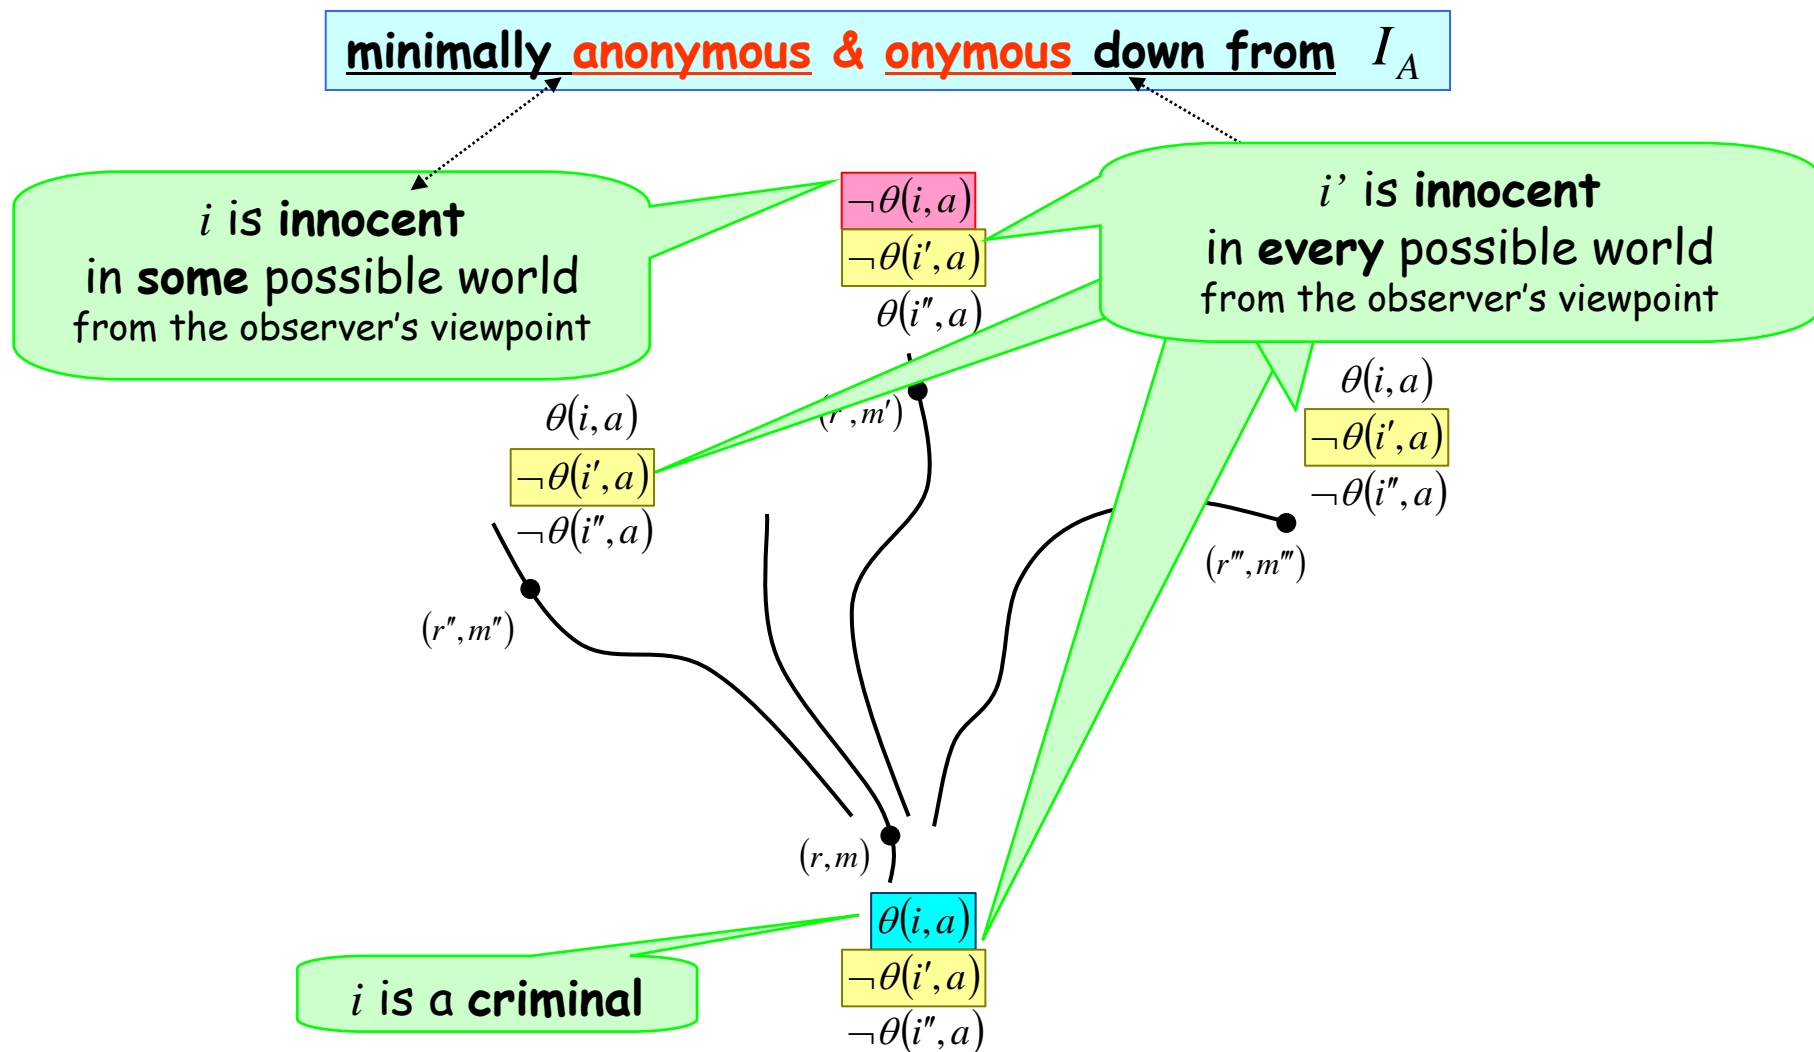 minimally anonymous & onymous down from I_A
i is innocent
in some possible world
from the observer's viewpoint
i' is innocent
in every possible world
from the observer's viewpoint
¬θ(i,a)
¬θ(i′,a)
θ(i″,a)
(r′,m′)
θ(i,a)
¬θ(i′,a)
¬θ(i″,a)
(r″,m″)
θ(i,a)
¬θ(i′,a)
¬θ(i″,a)
(r‴,m‴)
(r,m)
θ(i,a)
¬θ(i′,a)
¬θ(i″,a)
i is a criminal